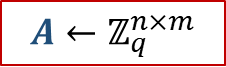 A ← ℤ_q^{n×m}